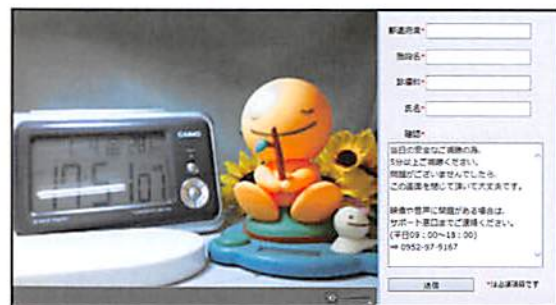 CASIO
都道府県*
施設名*
診療科*
氏名*
確認*
当日の安全なご視聴の為、
5分以上ご視聴ください。
問題がございませんでしたら、
この画面を閉じて頂いて大丈夫です。
映像や音声に問題がある場合は、
サポート窓口までご連絡ください。
(平日09：00～18：00)
⇒ 0952-97-9167
送信
*は必須項目です